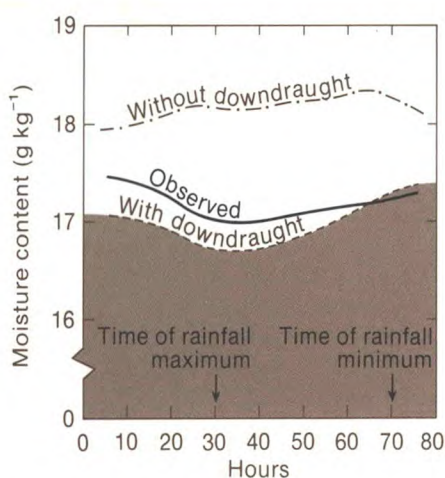 Moisture content (g kg⁻¹)
19
18
17
16
0
Without downdraught
Observed
With downdraught
Time of rainfall
maximum
Time of rainfall
minimum
0 10 20 30 40 50 60 70 80
Hours